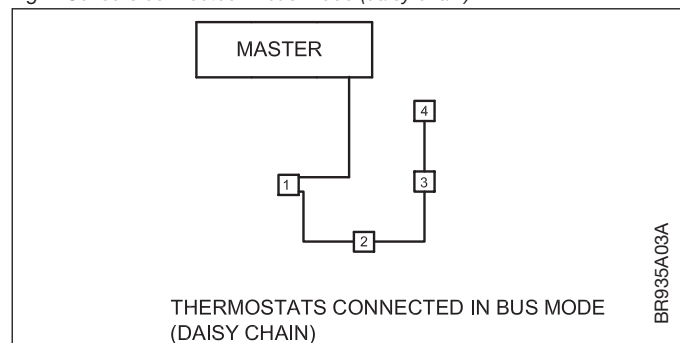 MASTER
4
1
3
2
THERMOSTATS CONNECTED IN BUS MODE
(DAISY CHAIN)
BR935A03A